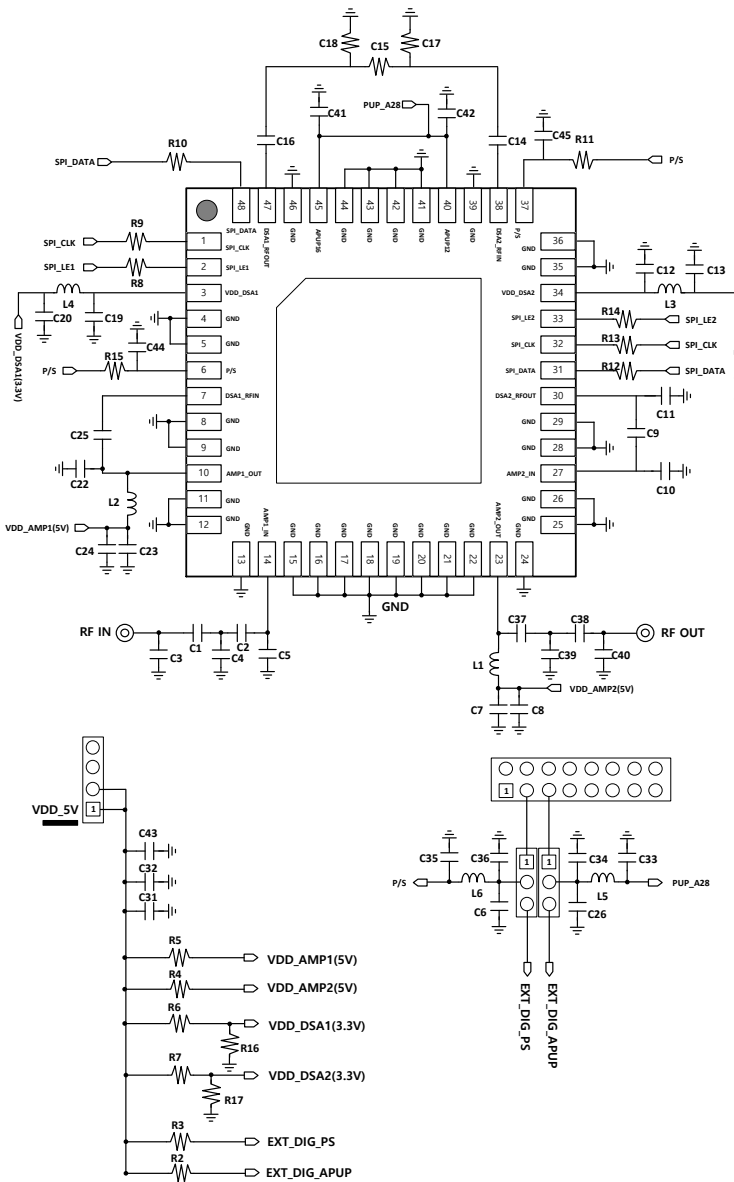 C18
C15
C17
C41
PUP_A28
C42
C45
R11
C16
C14
R10
SPI_DATA
P/S
48
47
46
45
44
43
42
41
40
39
38
37
SPI_DATA
DSA1_RFOUT
GND
APUP16
GND
GND
GND
GND
APUP12
GND
DSA2_RFIN
P/S
R9
SPI_CLK
1
SPI_CLK
GND
36
SPI_LE1
R8
2
SPI_LE1
GND
35
C12
C13
L4
3
VDD_DSA1
VDD_DSA2
34
L3
C20
C19
VDD_DSA1(3.3V)
4
GND
SPI_LE2
33
R14
SPI_LE2
C44
5
GND
SPI_CLK
32
R13
SPI_CLK
P/S
R15
6
P/S
SPI_DATA
31
R12
SPI_DATA
7
DSA1_RFIN
DSA2_RFOUT
30
C11
C25
8
GND
GND
29
C9
9
GND
GND
28
C22
10
AMP1_OUT
AMP2_IN
27
C10
L2
11
GND
GND
26
VDD_AMP1(5V)
12
GND
GND
25
C24
C23
GND
AMP1_IN
GND
GND
GND
GND
GND
GND
GND
GND
AMP2_OUT
GND
13
14
15
16
17
18
19
20
21
22
23
24
GND
RF IN
C1
C2
C3
C4
C5
C37
C38
RF OUT
L1
C39
C40
VDD_AMP2(5V)
C7
C8
VDD_5V
1
1
C43
C32
C31
C35
C36
1
1
C34
C33
P/S
L6
L5
PUP_A28
C6
C26
EXT_DIG_PS
EXT_DIG_APUP
R5
VDD_AMP1(5V)
R4
VDD_AMP2(5V)
R6
VDD_DSA1(3.3V)
R16
R7
VDD_DSA2(3.3V)
R17
R3
EXT_DIG_PS
R2
EXT_DIG_APUP